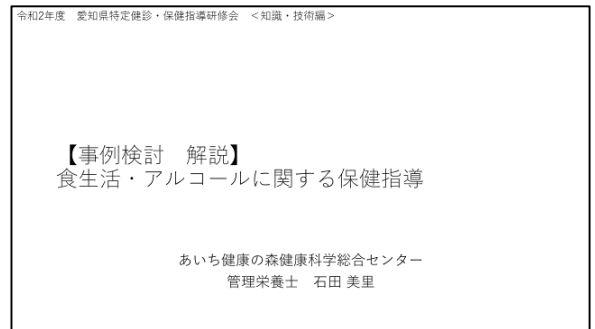 令和2年度　愛知県特定健診・保健指導研修会　＜知識・技術編＞
【事例検討　解説】
食生活・アルコールに関する保健指導
あいち健康の森健康科学総合センター
管理栄養士　石田 美里